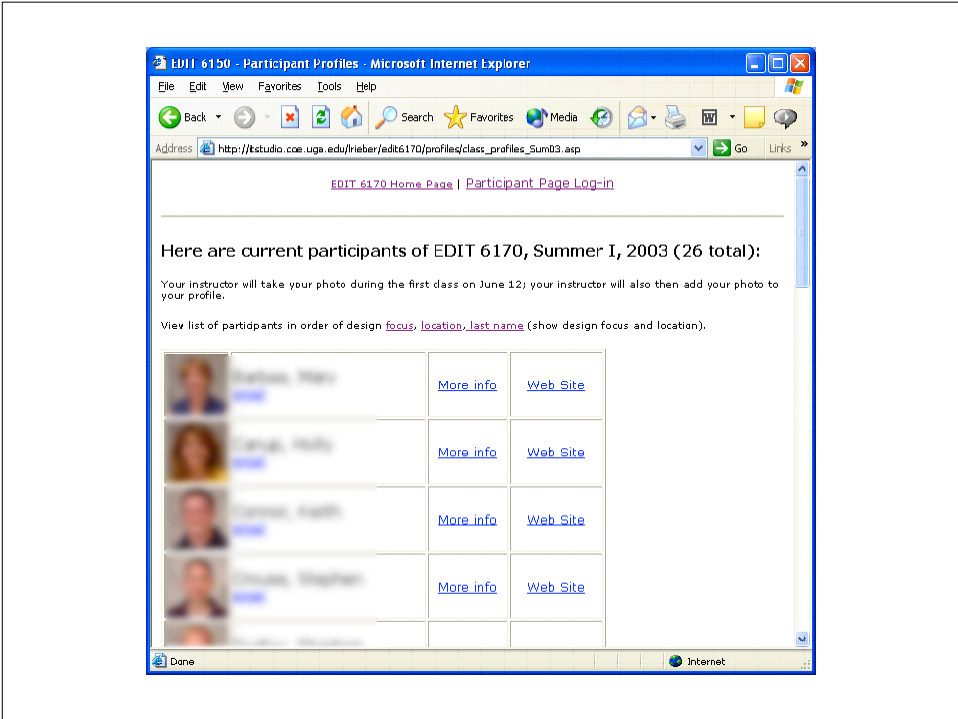 EDIT 6150 - Participant Profiles - Microsoft Internet Explorer
File Edit View Favorites Tools Help
Back Search Favorites Media W
Address http://itstudio.coe.uga.edu/lrieber/edit6170/profiles/class_profiles_Sum03.asp Go Links »
EDIT 6170 Home Page | Participant Page Log-in
Here are current participants of EDIT 6170, Summer I, 2003 (26 total):
Your instructor will take your photo during the first class on June 12; your instructor will also then add your photo to
your profile.
View list of participants in order of design focus, location, last name (show design focus and location).
More info Web Site
More info Web Site
More info Web Site
More info Web Site
Done Internet